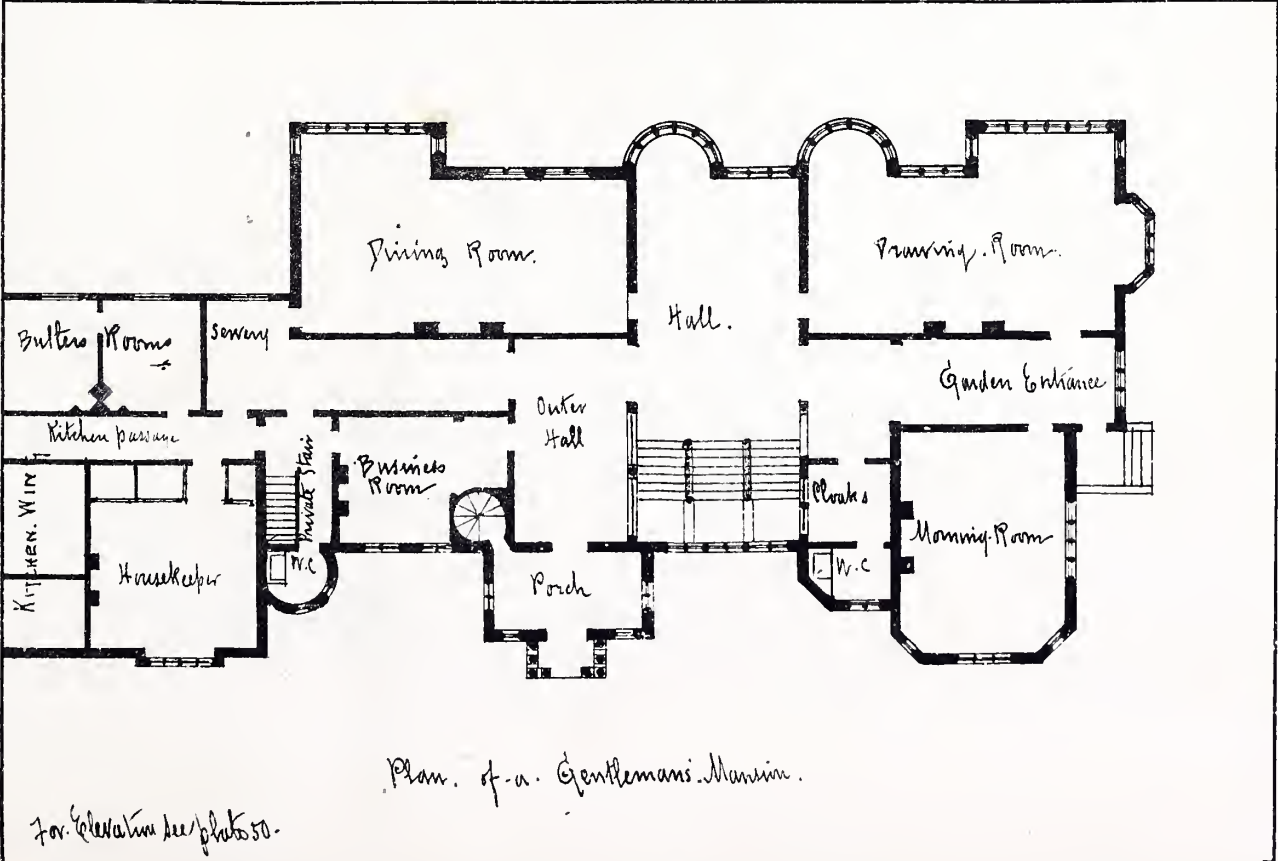 Dining Room.
Drawing. Room.
Hall.
Butlers Rooms
Servery
Garden Entrance
Outer
Hall
Kitchen passage
Private Stair
Business
Room
Cloaks
KITCHEN. WIN
Morning. Room
Housekeeper
W.C
W.C
Porch
Plan. of. a. Gentlemans. Mansion.
For. Elevation see plate 50.